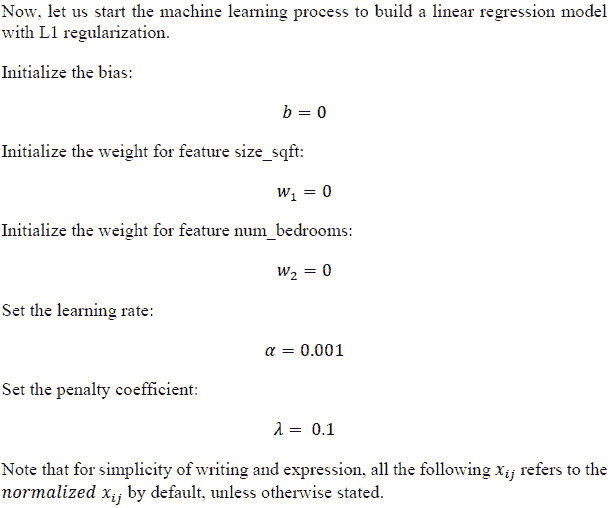 Now, let us start the machine learning process to build a linear regression model
with L1 regularization.
Initialize the bias:
b = 0
Initialize the weight for feature size_sqft:
w₁ = 0
Initialize the weight for feature num_bedrooms:
w₂ = 0
Set the learning rate:
α = 0.001
Set the penalty coefficient:
λ = 0.1
Note that for simplicity of writing and expression, all the following xᵢⱼ refers to the
normalized xᵢⱼ by default, unless otherwise stated.